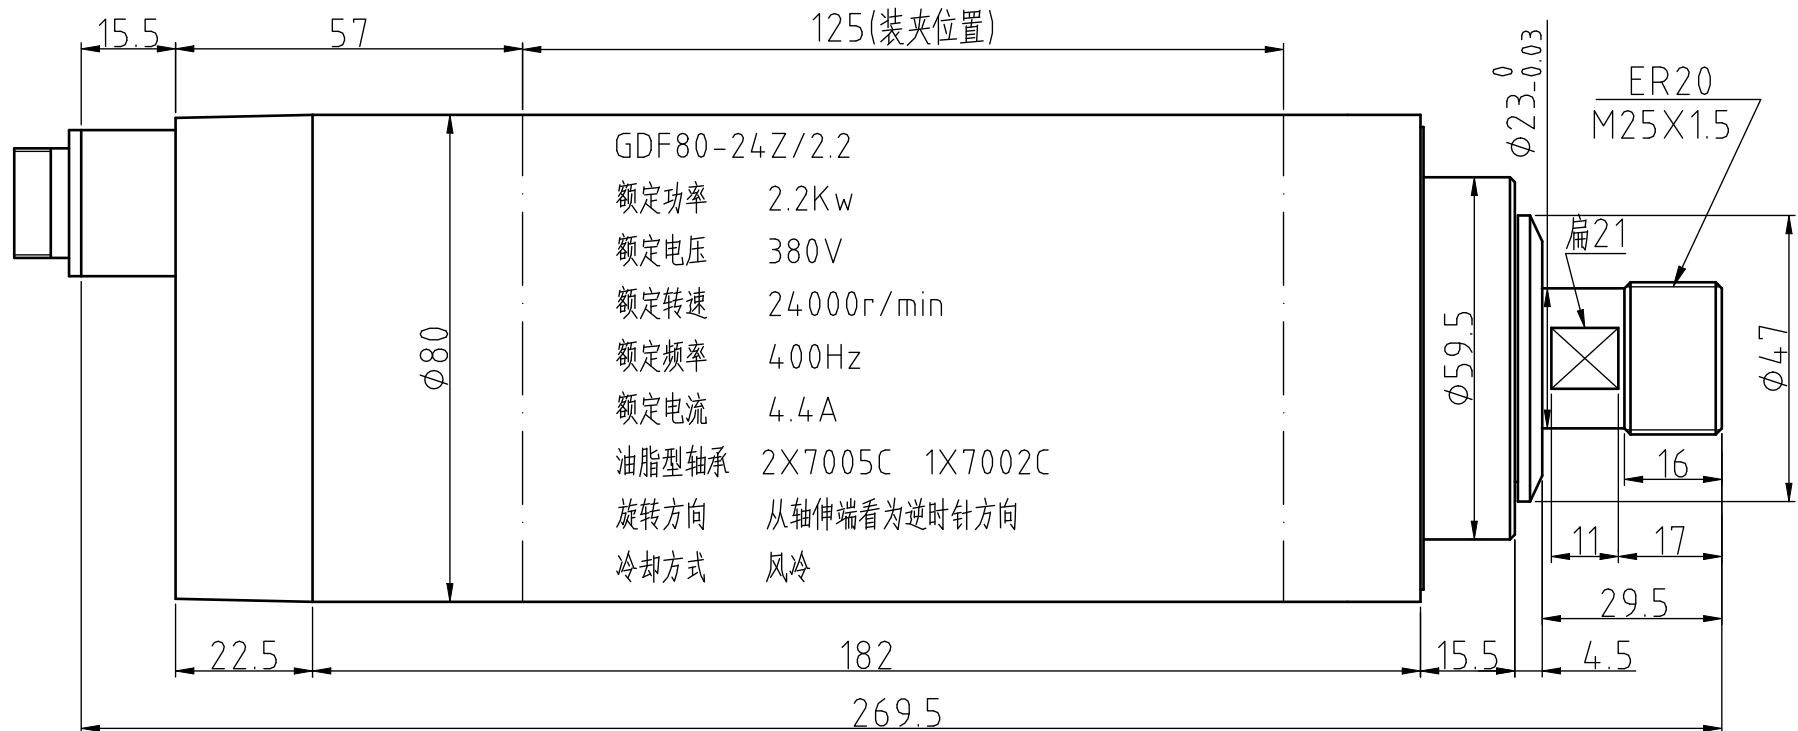 15.5
57
125(装夹位置)
ϕ23 0 -0.03
ER20
M25X1.5
GDF80-24Z/2.2
额定功率 2.2Kw
额定电压 380V
额定转速 24000r/min
额定频率 400Hz
额定电流 4.4A
油脂型轴承 2X7005C 1X7002C
旋转方向 从轴伸端看为逆时针方向
冷却方式 风冷
ϕ80
ϕ59.5
扁21
ϕ47
16
11
17
29.5
22.5
182
15.5
4.5
269.5